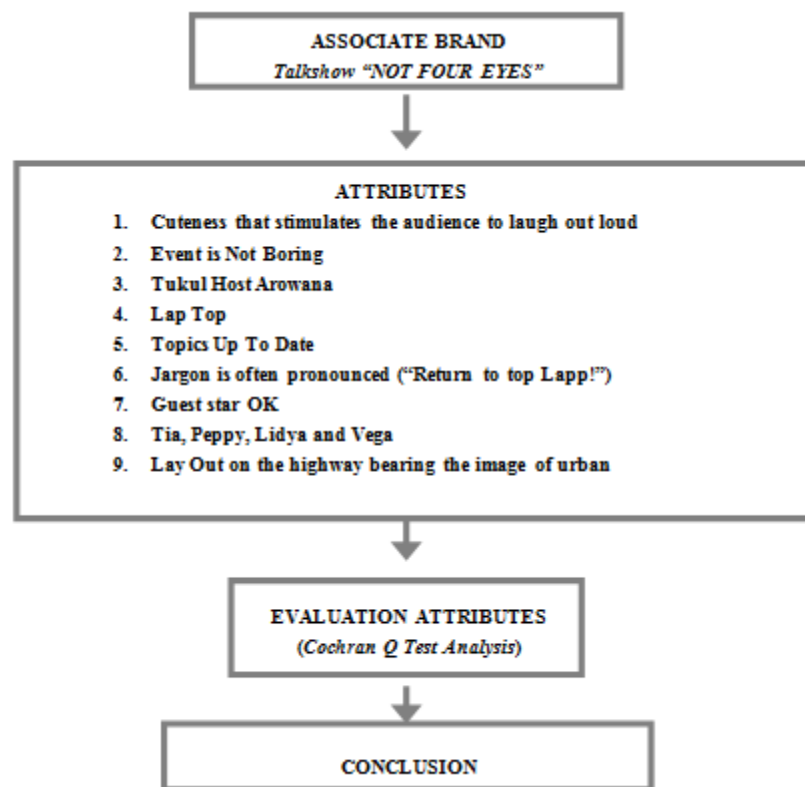 ASSOCIATE BRAND
Talkshow “NOT FOUR EYES”
ATTRIBUTES
1. Cuteness that stimulates the audience to laugh out loud
2. Event is Not Boring
3. Tukul Host Arowana
4. Lap Top
5. Topics Up To Date
6. Jargon is often pronounced (“Return to top Lapp!”)
7. Guest star OK
8. Tia, Peppy, Lidya and Vega
9. Lay Out on the highway bearing the image of urban
EVALUATION ATTRIBUTES
(Cochran Q Test Analysis)
CONCLUSION